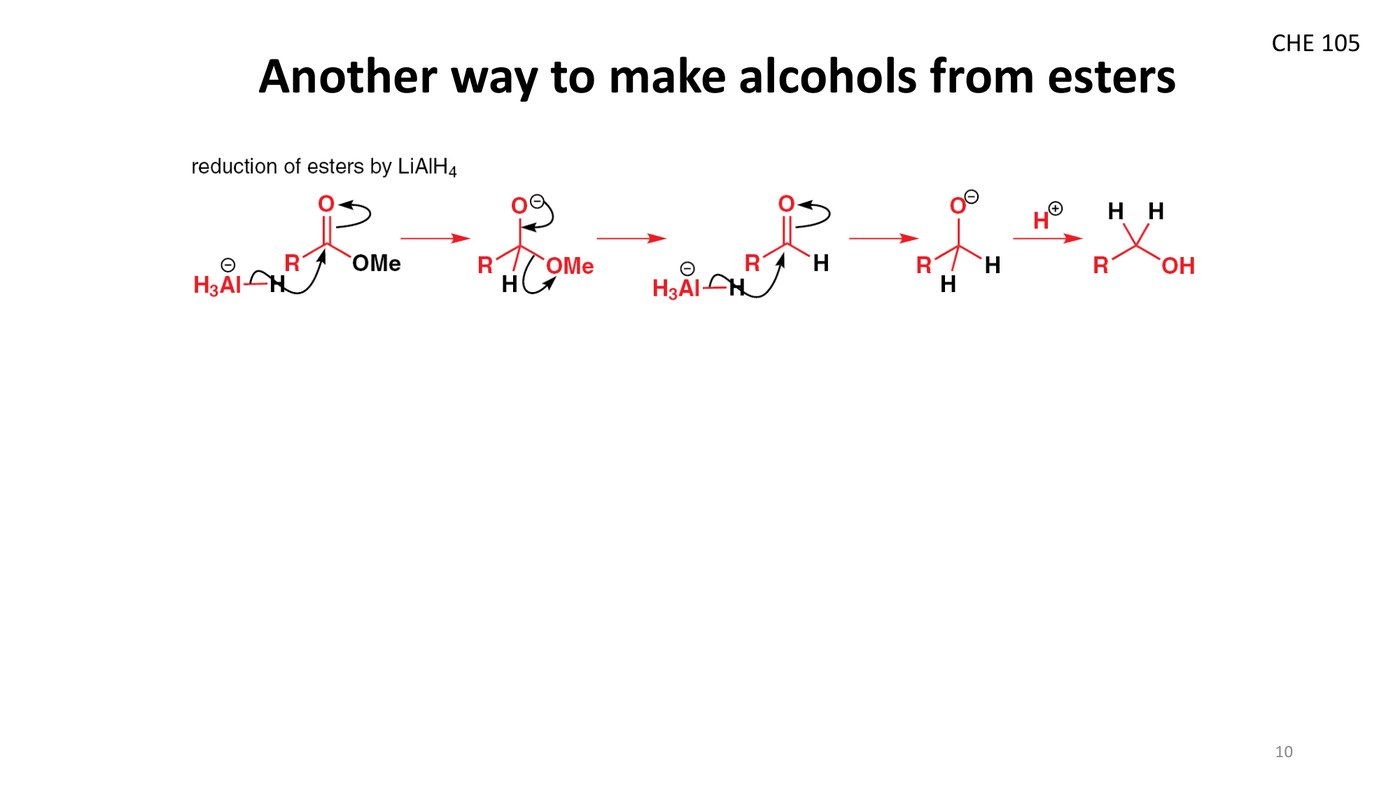 CHE 105
Another way to make alcohols from esters
reduction of esters by LiAlH₄
O O⊖ O O⊖ H⊕ H H
R OMe R OMe R H R H R OH
⊖ H₃Al H H ⊖ H₃Al H H
10